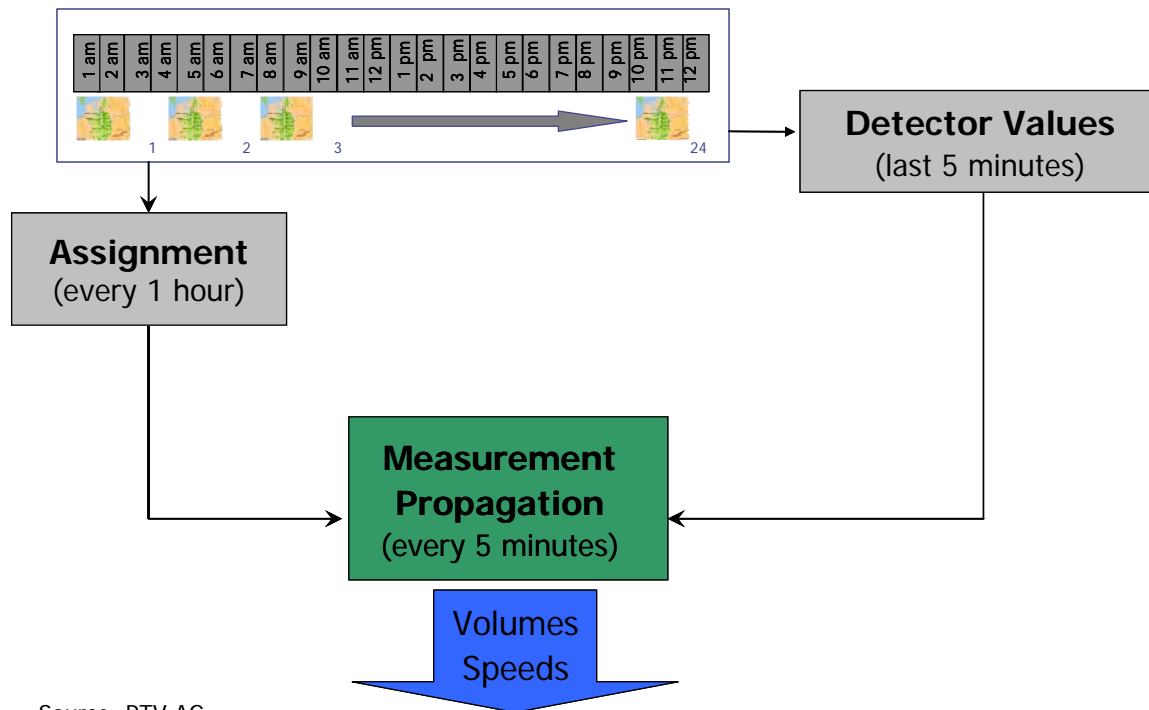 1 am 2 am 3 am 4 am 5 am 6 am 7 am 8 am 9 am 10 am 11 am 12 pm 1 pm 2 pm 3 pm 4 pm 5 pm 6 pm 7 pm 8 pm 9 pm 10 pm 11 pm 12 pm
1 2 3 24
Detector Values
(last 5 minutes)
Assignment
(every 1 hour)
Measurement
Propagation
(every 5 minutes)
Volumes
Speeds